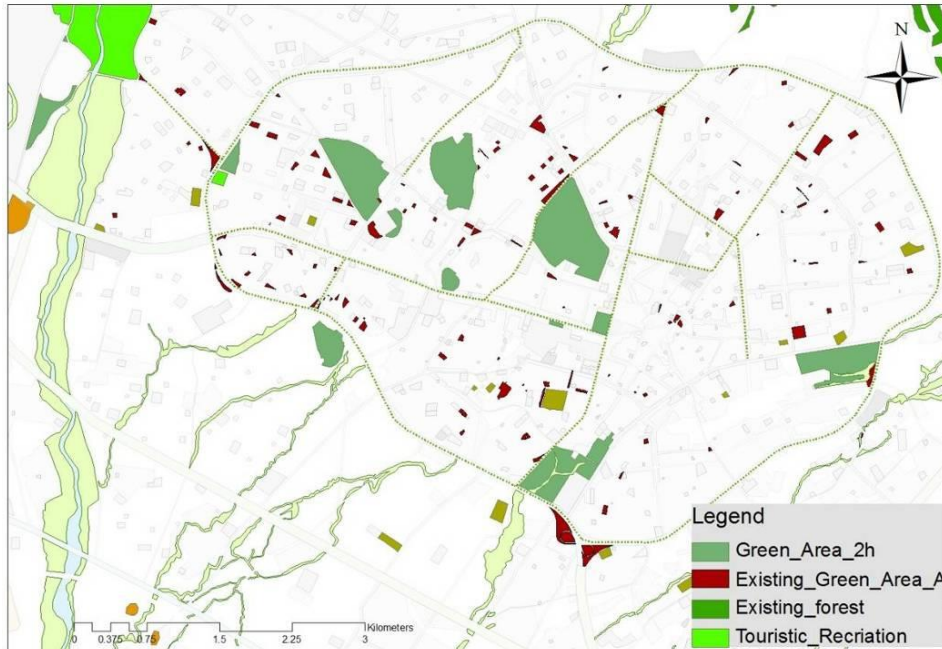 N
Legend
Green_Area_2h
Existing_Green_Area_A
Existing_forest
Touristic_Recriation
Kilometers
0 0.375 0.75 1.5 2.25 3